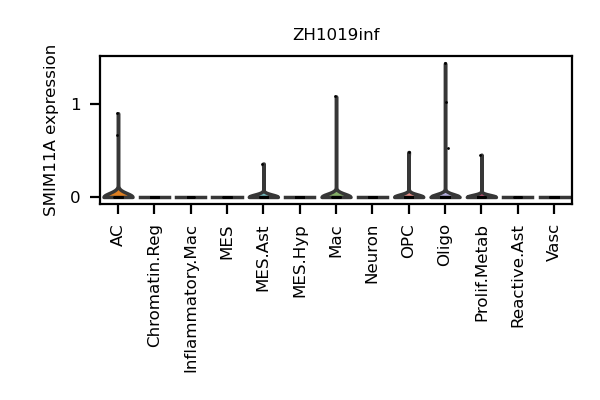 ZH1019inf
SMIM11A expression
1
0
AC
Chromatin.Reg
Inflammatory.Mac
MES
MES.Ast
MES.Hyp
Mac
Neuron
OPC
Oligo
Prolif.Metab
Reactive.Ast
Vasc